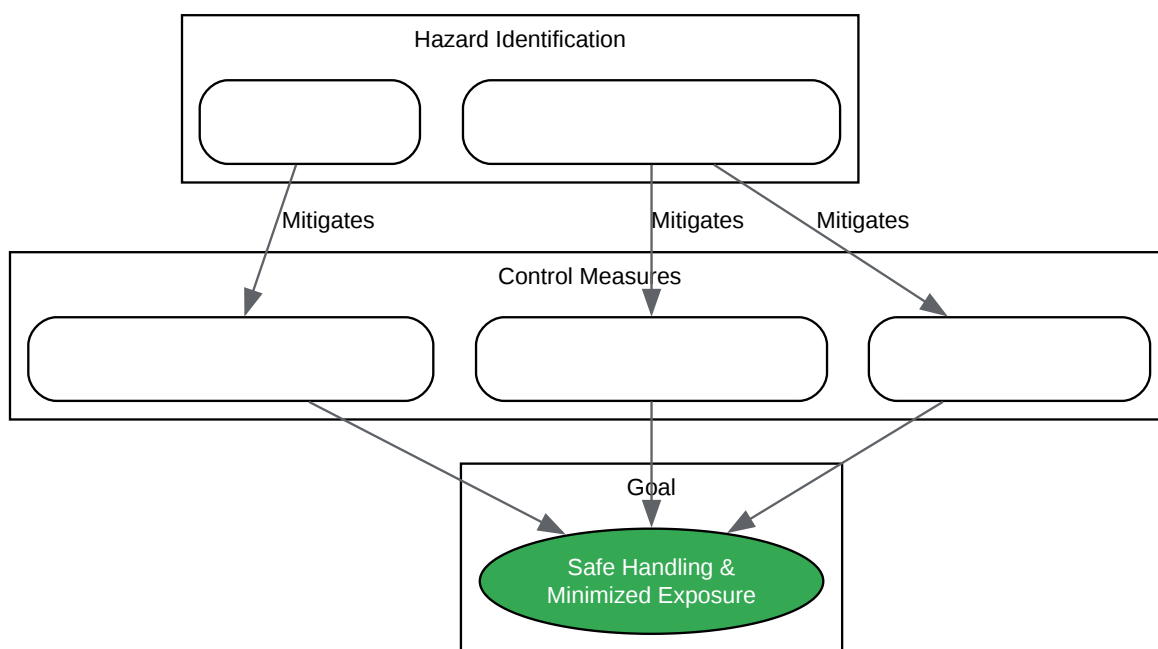 Hazard Identification
Mitigates
Mitigates
Mitigates
Control Measures
Goal
Safe Handling &
Minimized Exposure